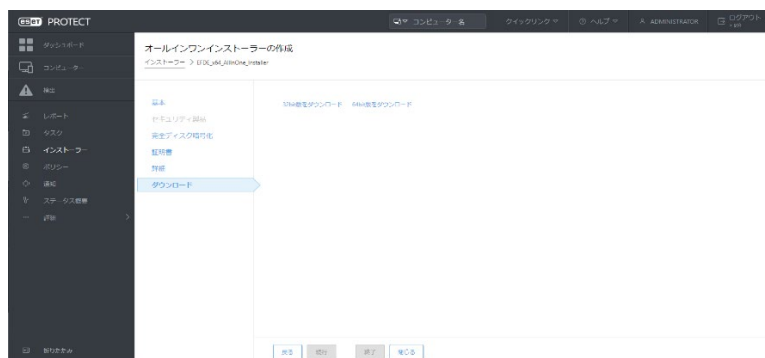 eset PROTECT
コンピューター名
クイックリンク
ヘルプ
ADMINISTRATOR
ログアウト
ダッシュボード
コンピューター
検出
レポート
タスク
インストーラー
ポリシー
通知
ステータス概要
詳細
折りたたみ
オールインワンインストーラーの作成
インストーラー > EFDE_x64_AllInOne_Installer
基本
セキュリティ製品
完全ディスク暗号化
証明書
詳細
ダウンロード
32bit版をダウンロード 64bit版をダウンロード
戻る 続行 終了 閉じる